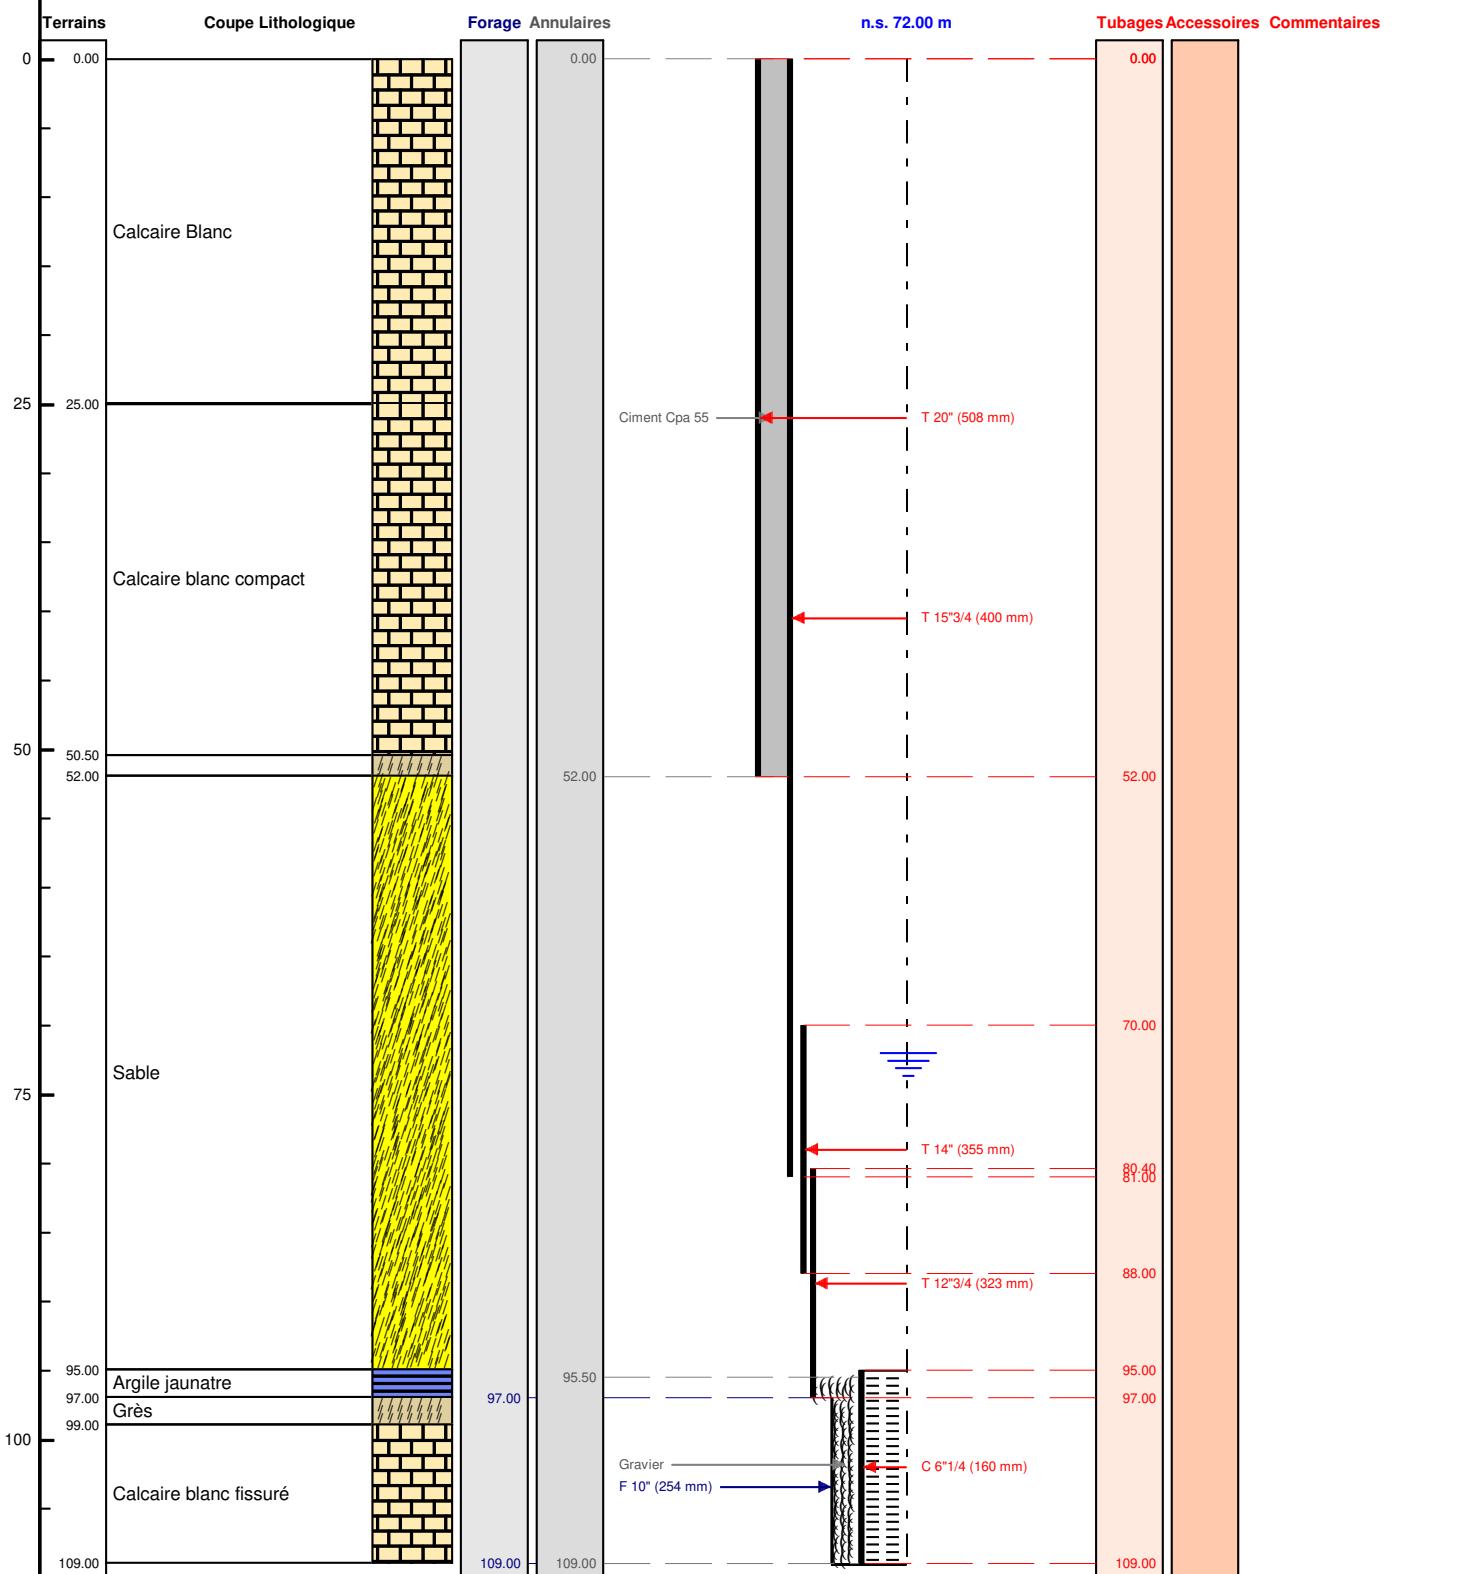 Terrains Coupe Lithologique Forage Annulaires n.s. 72.00 m Tubages Accessoires Commentaires
0 0.00 0.00 0.00
Calcaire Blanc
25 25.00
Ciment Cpa 55 T 20" (508 mm)
Calcaire blanc compact
T 15"3/4 (400 mm)
50 50.50
52.00 52.00 52.00
70.00
Sable
75
T 14" (355 mm)
80.40
81.00
88.00
T 12"3/4 (323 mm)
95.00 95.00
Argile jaunatre 95.50
97.00 97.00 97.00
Grès
99.00
100
Gravier C 6"1/4 (160 mm)
F 10" (254 mm)
Calcaire blanc fissuré
109.00 109.00 109.00 109.00